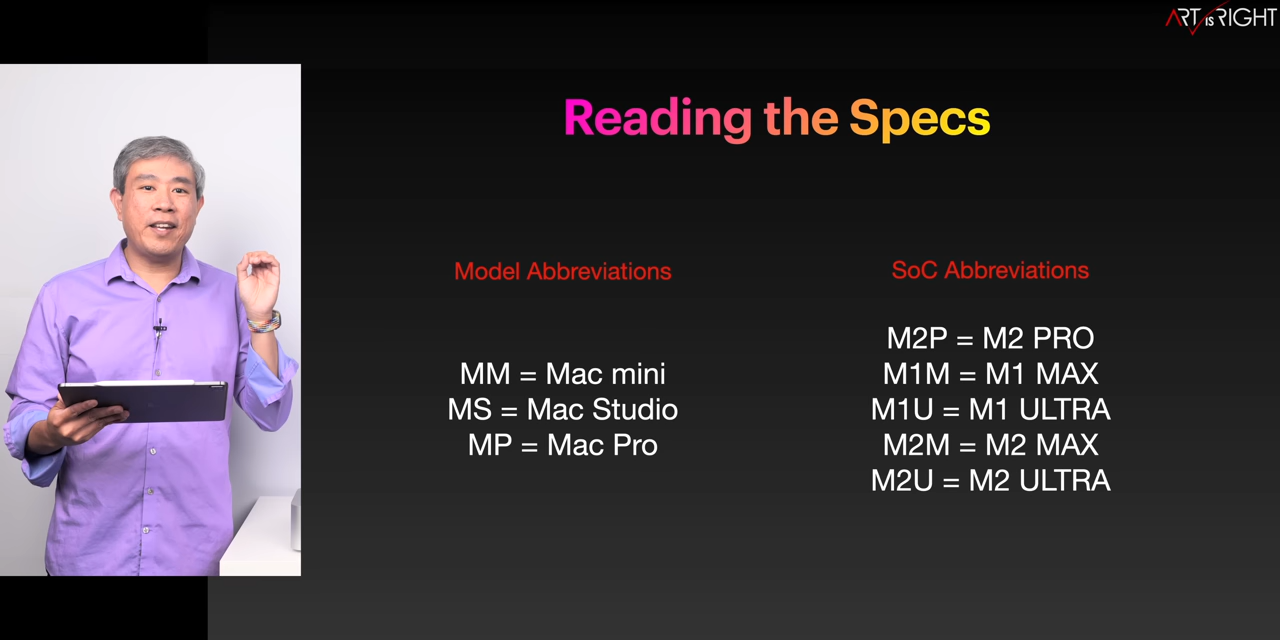 ART IS RIGHT
Reading the Specs
Model Abbreviations
MM = Mac mini
MS = Mac Studio
MP = Mac Pro
SoC Abbreviations
M2P = M2 PRO
M1M = M1 MAX
M1U = M1 ULTRA
M2M = M2 MAX
M2U = M2 ULTRA